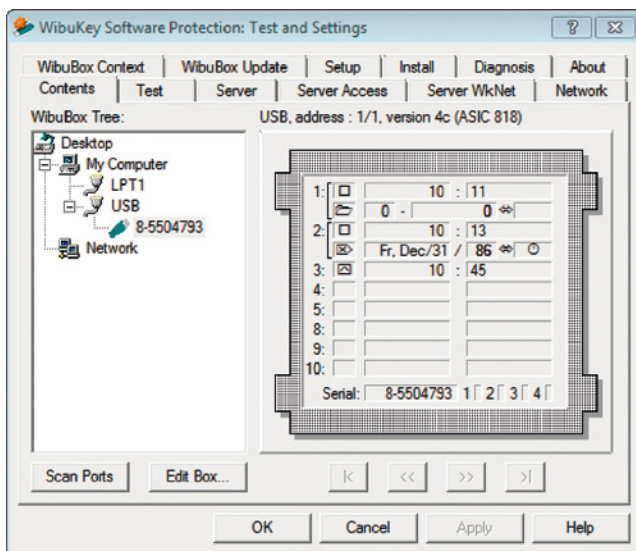 WibuKey Software Protection: Test and Settings
WibuBox Context WibuBox Update Setup Install Diagnosis About
Contents Test Server Server Access Server WkNet Network
WibuBox Tree: USB, address : 1/1, version 4c (ASIC 818)
Desktop
My Computer
LPT1
USB
8-5504793
Network
1: 10 : 11
0 - 0
2: 10 : 13
Fr, Dec/31 / 86
3: 10 : 45
4:
5:
8:
9:
10:
Serial: 8-5504793 1 2 3 4
Scan Ports Edit Box... |< << >> >|
OK Cancel Apply Help